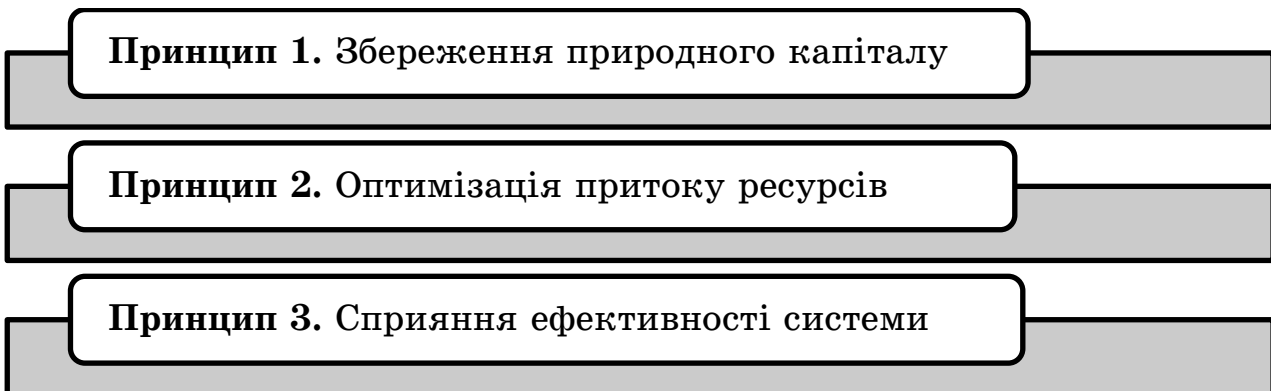 Принцип 1. Збереження природного капіталу
Принцип 2. Оптимізація притоку ресурсів
Принцип 3. Сприяння ефективності системи